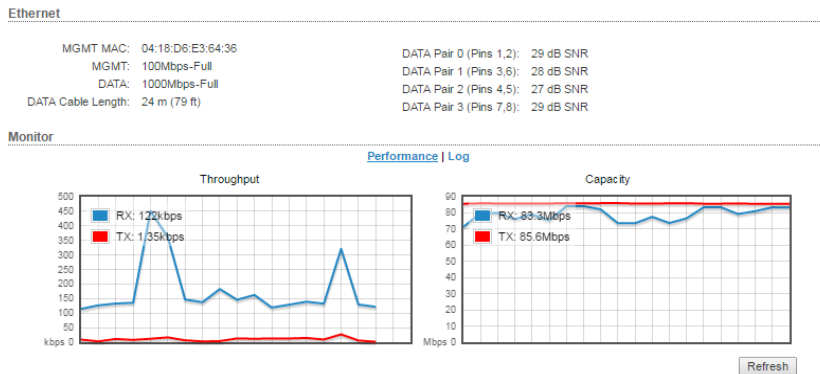 Ethernet
MGMT MAC: 04:18:D6:E3:64:36
MGMT: 100Mbps-Full
DATA: 1000Mbps-Full
DATA Cable Length: 24 m (79 ft)
DATA Pair 0 (Pins 1,2): 29 dB SNR
DATA Pair 1 (Pins 3,6): 28 dB SNR
DATA Pair 2 (Pins 4,5): 27 dB SNR
DATA Pair 3 (Pins 7,8): 29 dB SNR
Monitor
Performance | Log
Throughput
500
450
400
350
300
250
200
150
100
50
kbps 0
RX: 122kbps
TX: 1.35kbps
Capacity
90
80
70
60
50
40
30
20
10
Mbps 0
RX: 83.3Mbps
TX: 85.6Mbps
Refresh